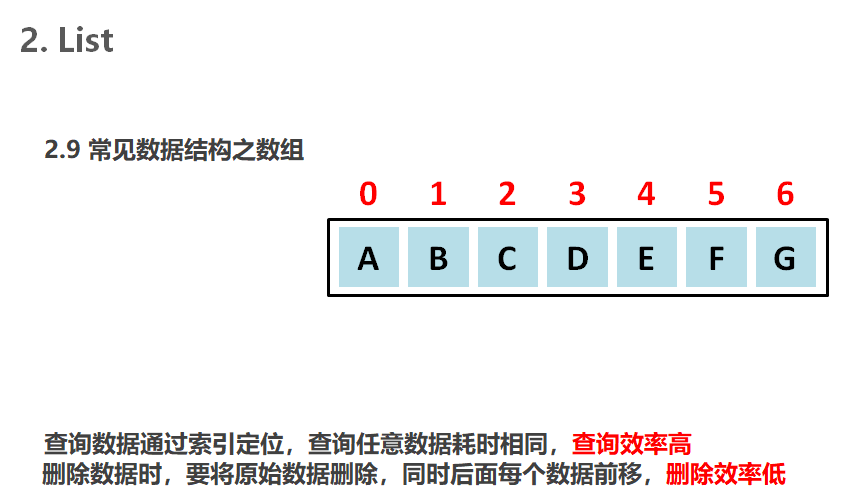 2. List
2.9 常见数据结构之数组
0 1 2 3 4 5 6
A B C D E F G
查询数据通过索引定位，查询任意数据耗时相同，查询效率高
删除数据时，要将原始数据删除，同时后面每个数据前移，删除效率低